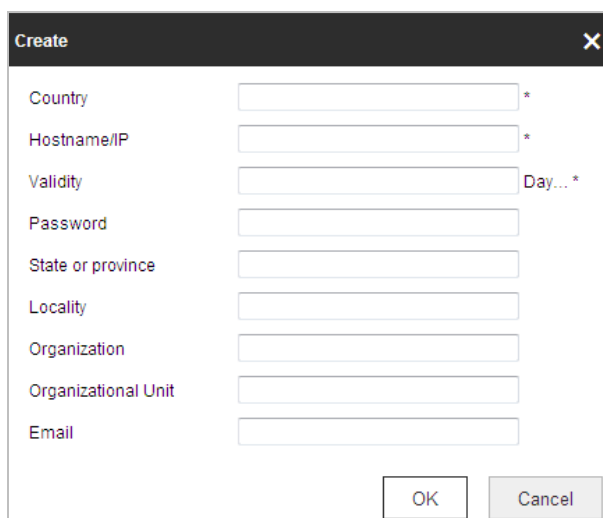 Create
Country *
Hostname/IP *
Validity Day... *
Password
State or province
Locality
Organization
Organizational Unit
Email
OK Cancel